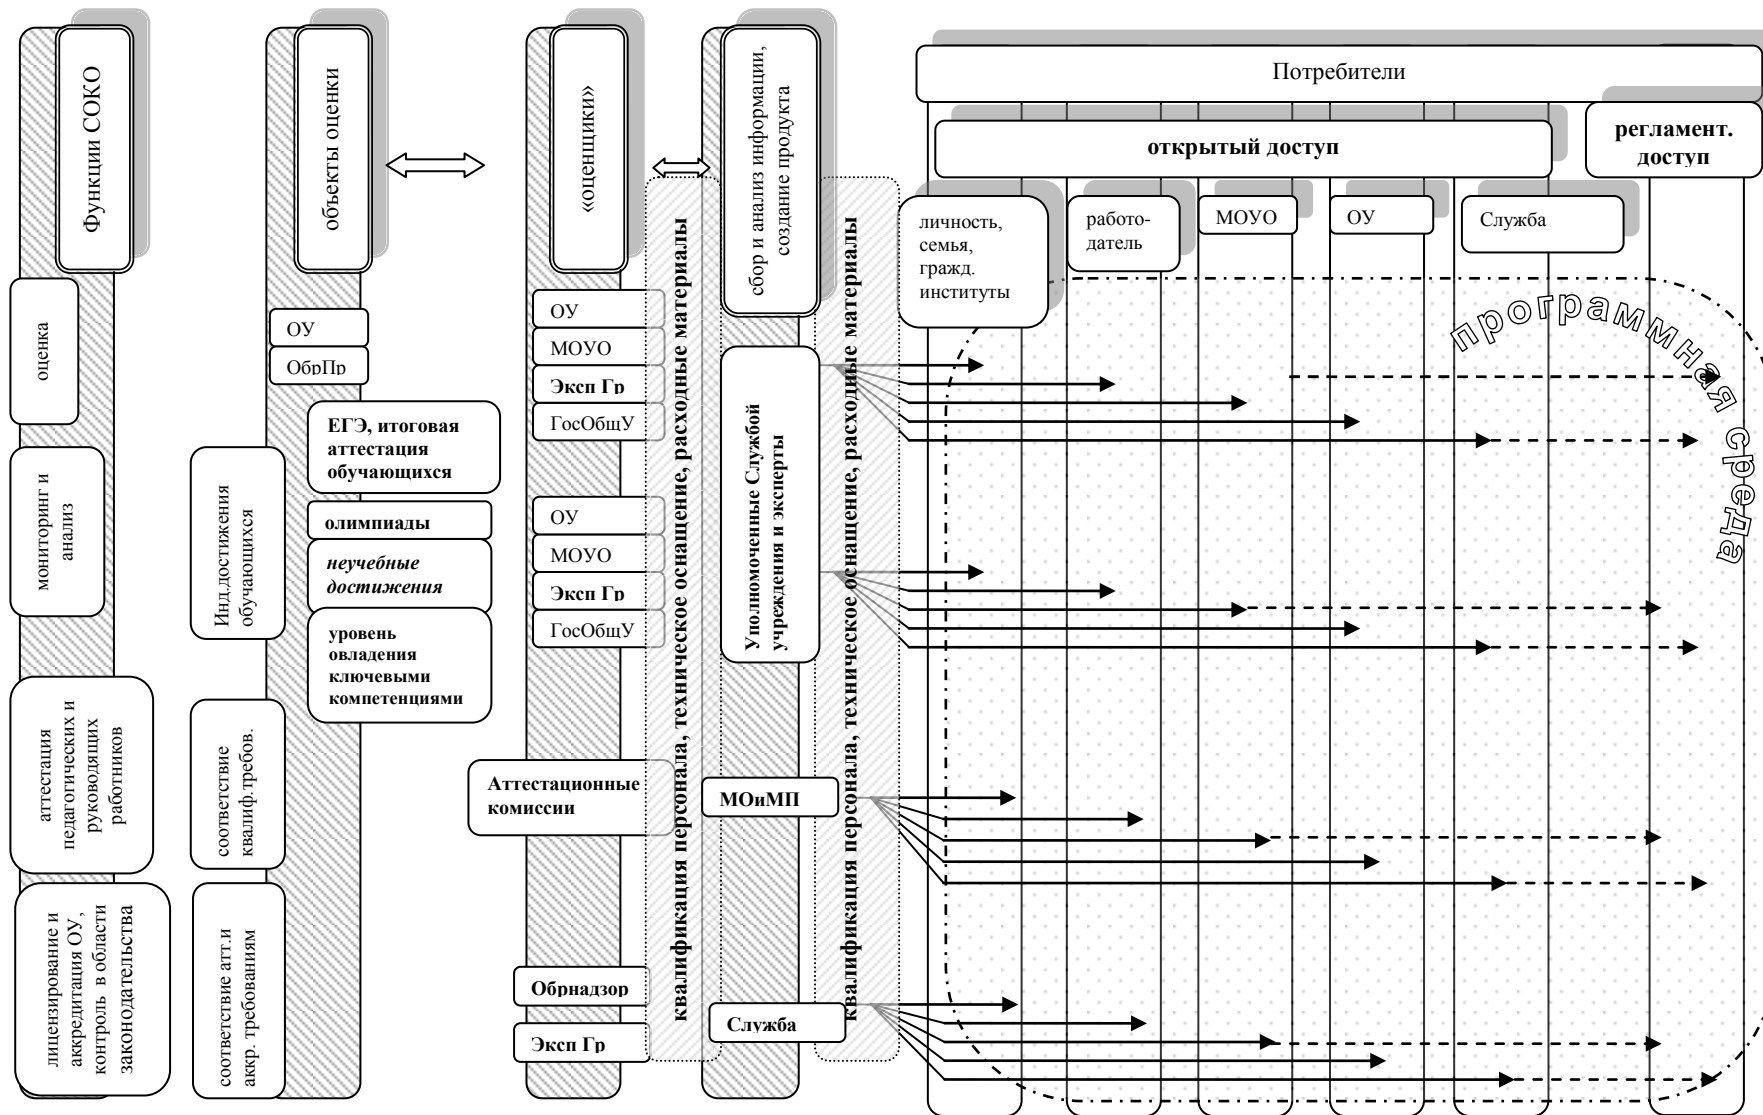 Функции СОКО
оценка
мониторинг и
анализ
аттестация
педагогических и
руководящих
работников
лицензирование и
аккредитация ОУ,
контроль в области
законодательства
объекты оценки
ОУ
ОбрПр
Инд.достижения
обучающихся
ЕГЭ, итоговая
аттестация
обучающихся
олимпиады
неучебные
достижения
уровень
овладения
ключевыми
компетенциями
соответствие
квалиф.требов.
соответствие атт.и
аккр. требованиям
«оценщики»
ОУ
МОУО
Эксп Гр
ГосОбщУ
ОУ
МОУО
Эксп Гр
ГосОбщУ
Аттестационные
комиссии
Обрнадзор
Эксп Гр
квалификация персонала, техническое оснащение, расходные материалы
сбор и анализ информации,
создание продукта
Уполномоченные Службой
учреждения и эксперты
МОиМП
Служба
квалификация персонала, техническое оснащение, расходные материалы
Потребители
открытый доступ
регламент.
доступ
личность,
семья,
гражд.
институты
работо-
датель
МОУО
ОУ
Служба
программная среда